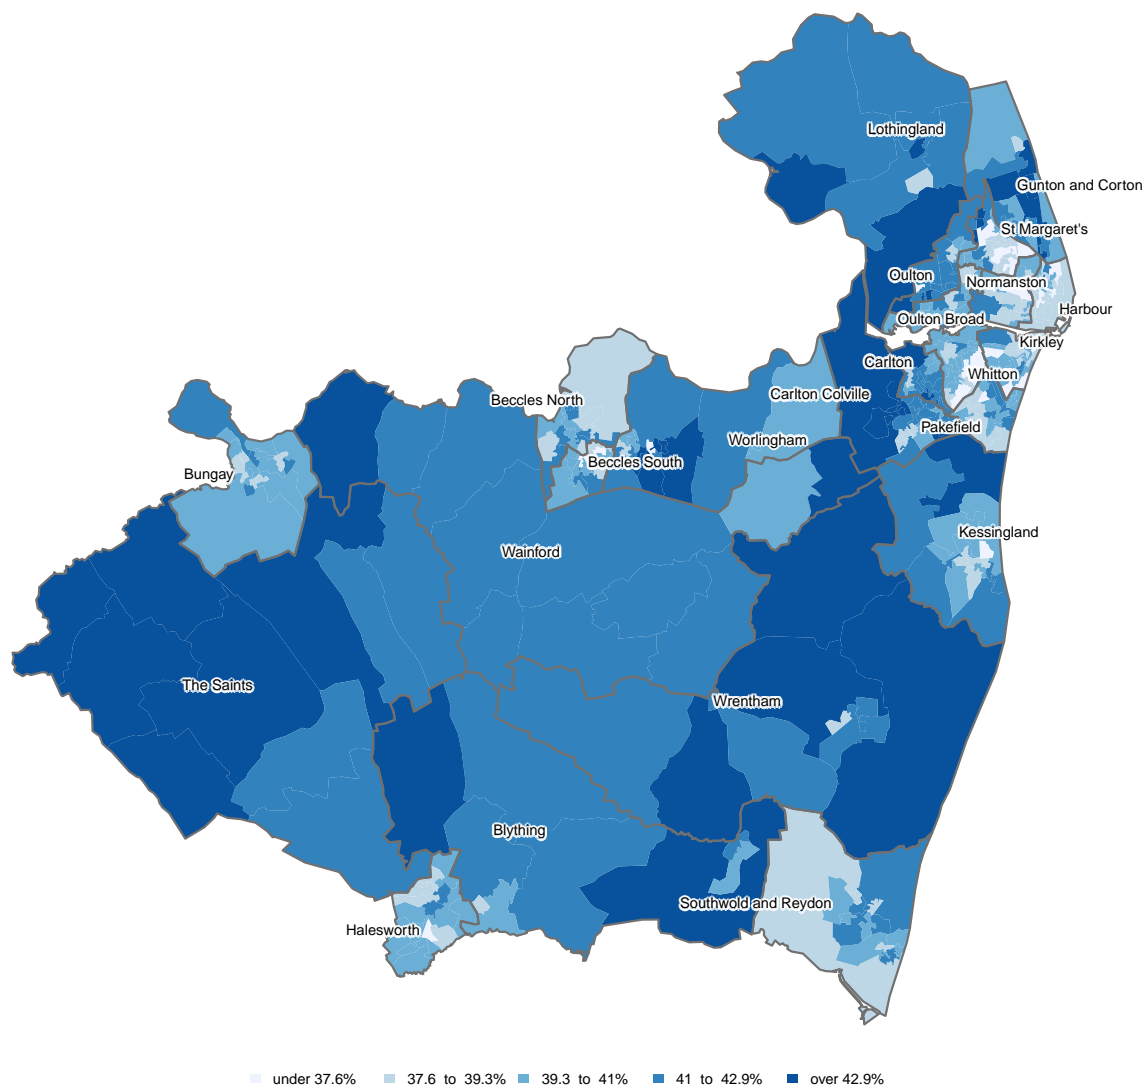 Lothingland
Gunton and Corton
St Margaret's
Oulton
Normanston
Harbour
Oulton Broad
Kirkley
Carlton
Whitton
Carlton Colville
Beccles North
Pakefield
Worlingham
Beccles South
Bungay
Kessingland
Wainford
The Saints
Wrentham
Blything
Southwold and Reydon
Halesworth
under 37.6% 37.6 to 39.3% 39.3 to 41% 41 to 42.9% over 42.9%